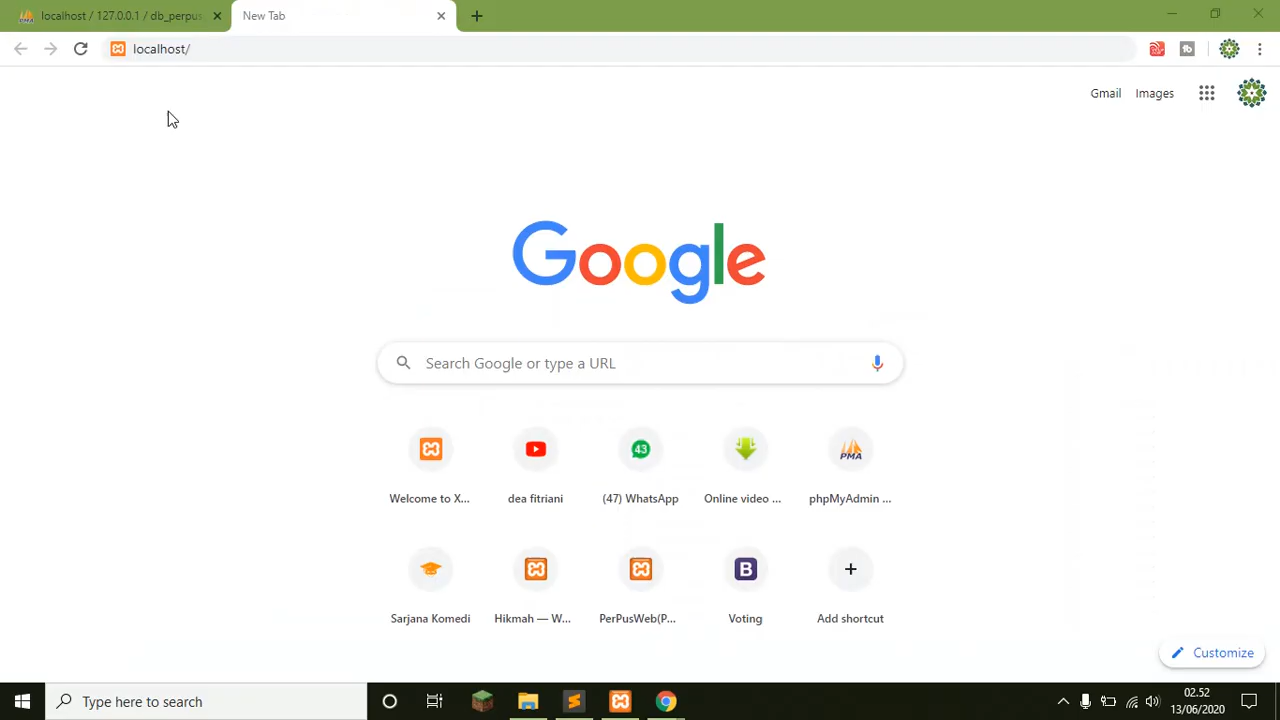 localhost / 127.0.0.1 / db_perpus
New Tab
localhost/
Gmail
Images
Google
Search Google or type a URL
43
PMA
Welcome to X...
dea fitriani
(47) WhatsApp
Online video ...
phpMyAdmin ...
B
Sarjana Komedi
Hikmah — W...
PerPusWeb(P...
Voting
Add shortcut
Customize
Type here to search
02.52
13/06/2020